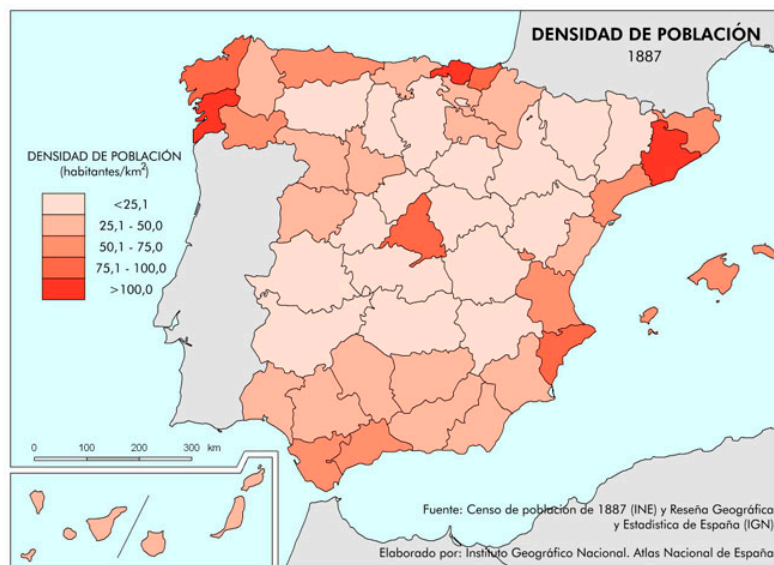 DENSIDAD DE POBLACIÓN
1887
DENSIDAD DE POBLACIÓN
(habitantes/km²)
<25,1
25,1 - 50,0
50,1 - 75,0
75,1 - 100,0
>100,0
0 100 200 300 km
Fuente: Censo de población de 1887 (INE) y Reseña Geográfica
y Estadistica de España (IGN)
Elaborado por: Instituto Geográfico Nacional. Atlas Nacional de España